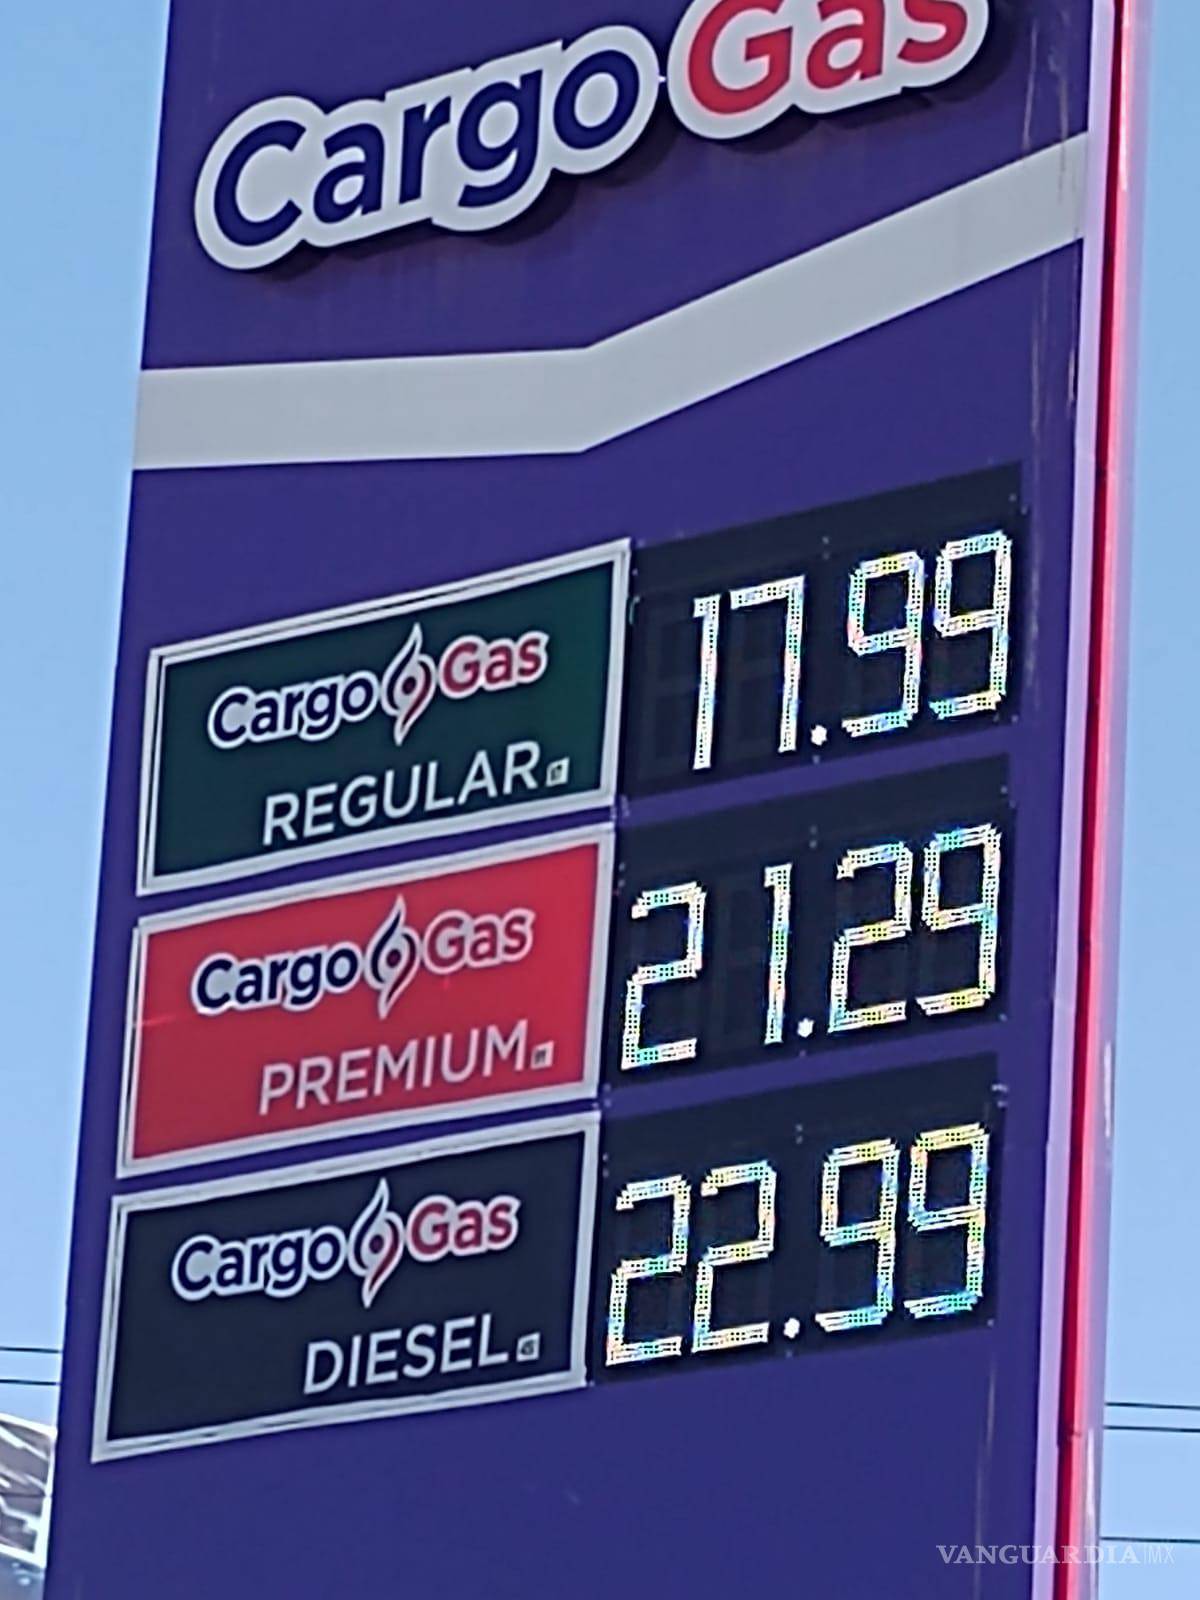 Cargo Gas
Cargo Gas
REGULAR
17.99
Cargo Gas
PREMIUM
21.29
Cargo Gas
DIESEL
22.99
VANGUARDIA|MX